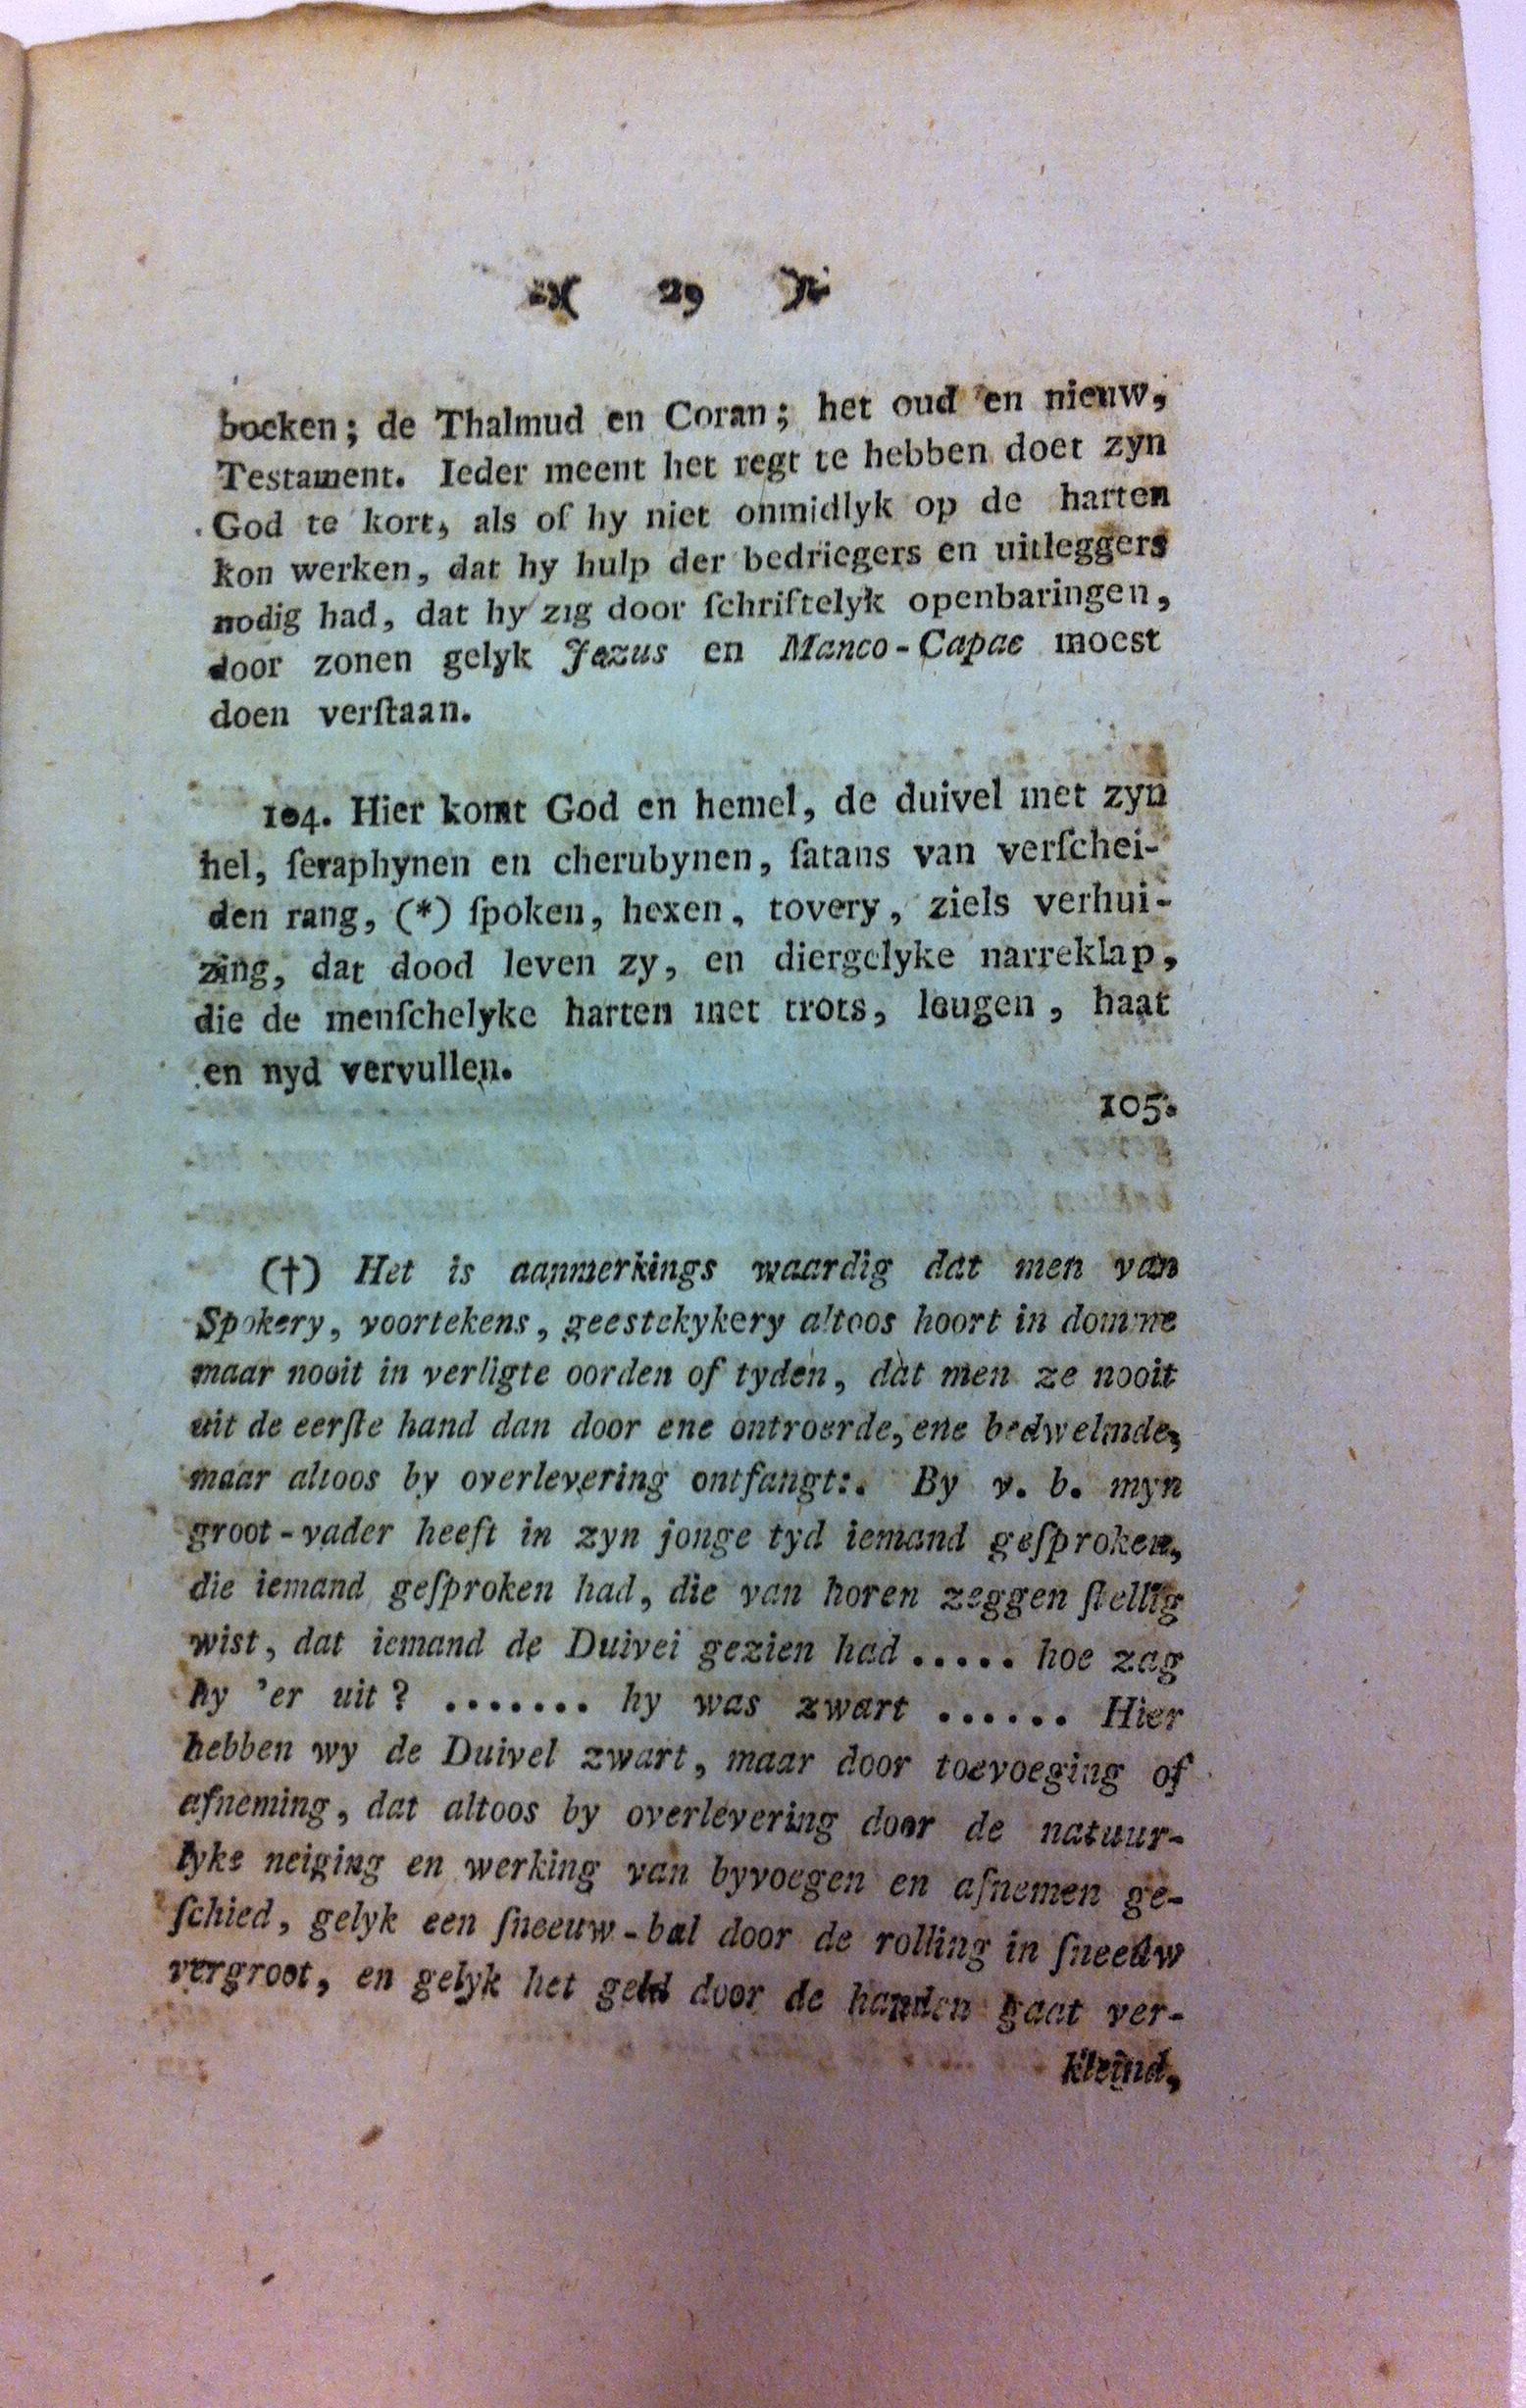 29
boeken; de Thalmud en Coran; het oud en nieuw,
Testament. Ieder meent het regt te hebben doet zyn
God te kort, als of hy niet onmidlyk op de harten
kon werken, dat hy hulp der bedriegers en uitleggers
nodig had, dat hy zig door ſchriftelyk openbaringen,
door zonen gelyk Jezus en Manco-Capac moest
doen verſtaan.
104. Hier komt God en hemel, de duivel met zyn
hel, ſeraphynen en cherubynen, ſatans van verſchei-
den rang, (*) ſpoken, hexen, tovery, ziels verhui-
zing, dat dood leven zy, en diergelyke narreklap,
die de menſchelyke harten met trots, leugen, haat
en nyd vervullen.
105.
(†) Het is aanmerkings waardig dat men van
Spokery, voortekens, geestekykery altoos hoort in domme
maar nooit in verligte oorden of tyden, dat men ze nooit
uit de eerſte hand dan door ene ontroerde, ene bedwelmde,
maar altoos by overlevering ontfangt:. By v. b. myn
groot-vader heeft in zyn jonge tyd iemand geſproken,
die iemand geſproken had, die van horen zeggen ſtellig
wist, dat iemand de Duivel gezien had ..... hoe zag
hy 'er uit? ....... hy was zwart ...... Hier
hebben wy de Duivel zwart, maar door toevoeging of
afneming, dat altoos by overlevering door de natuur-
lyke neiging en werking van byvoegen en afnemen ge-
ſchied, gelyk een ſneeuw-bal door de rolling in ſneeuw
vergroot, en gelyk het geld door de handen gaat ver-
kleind,